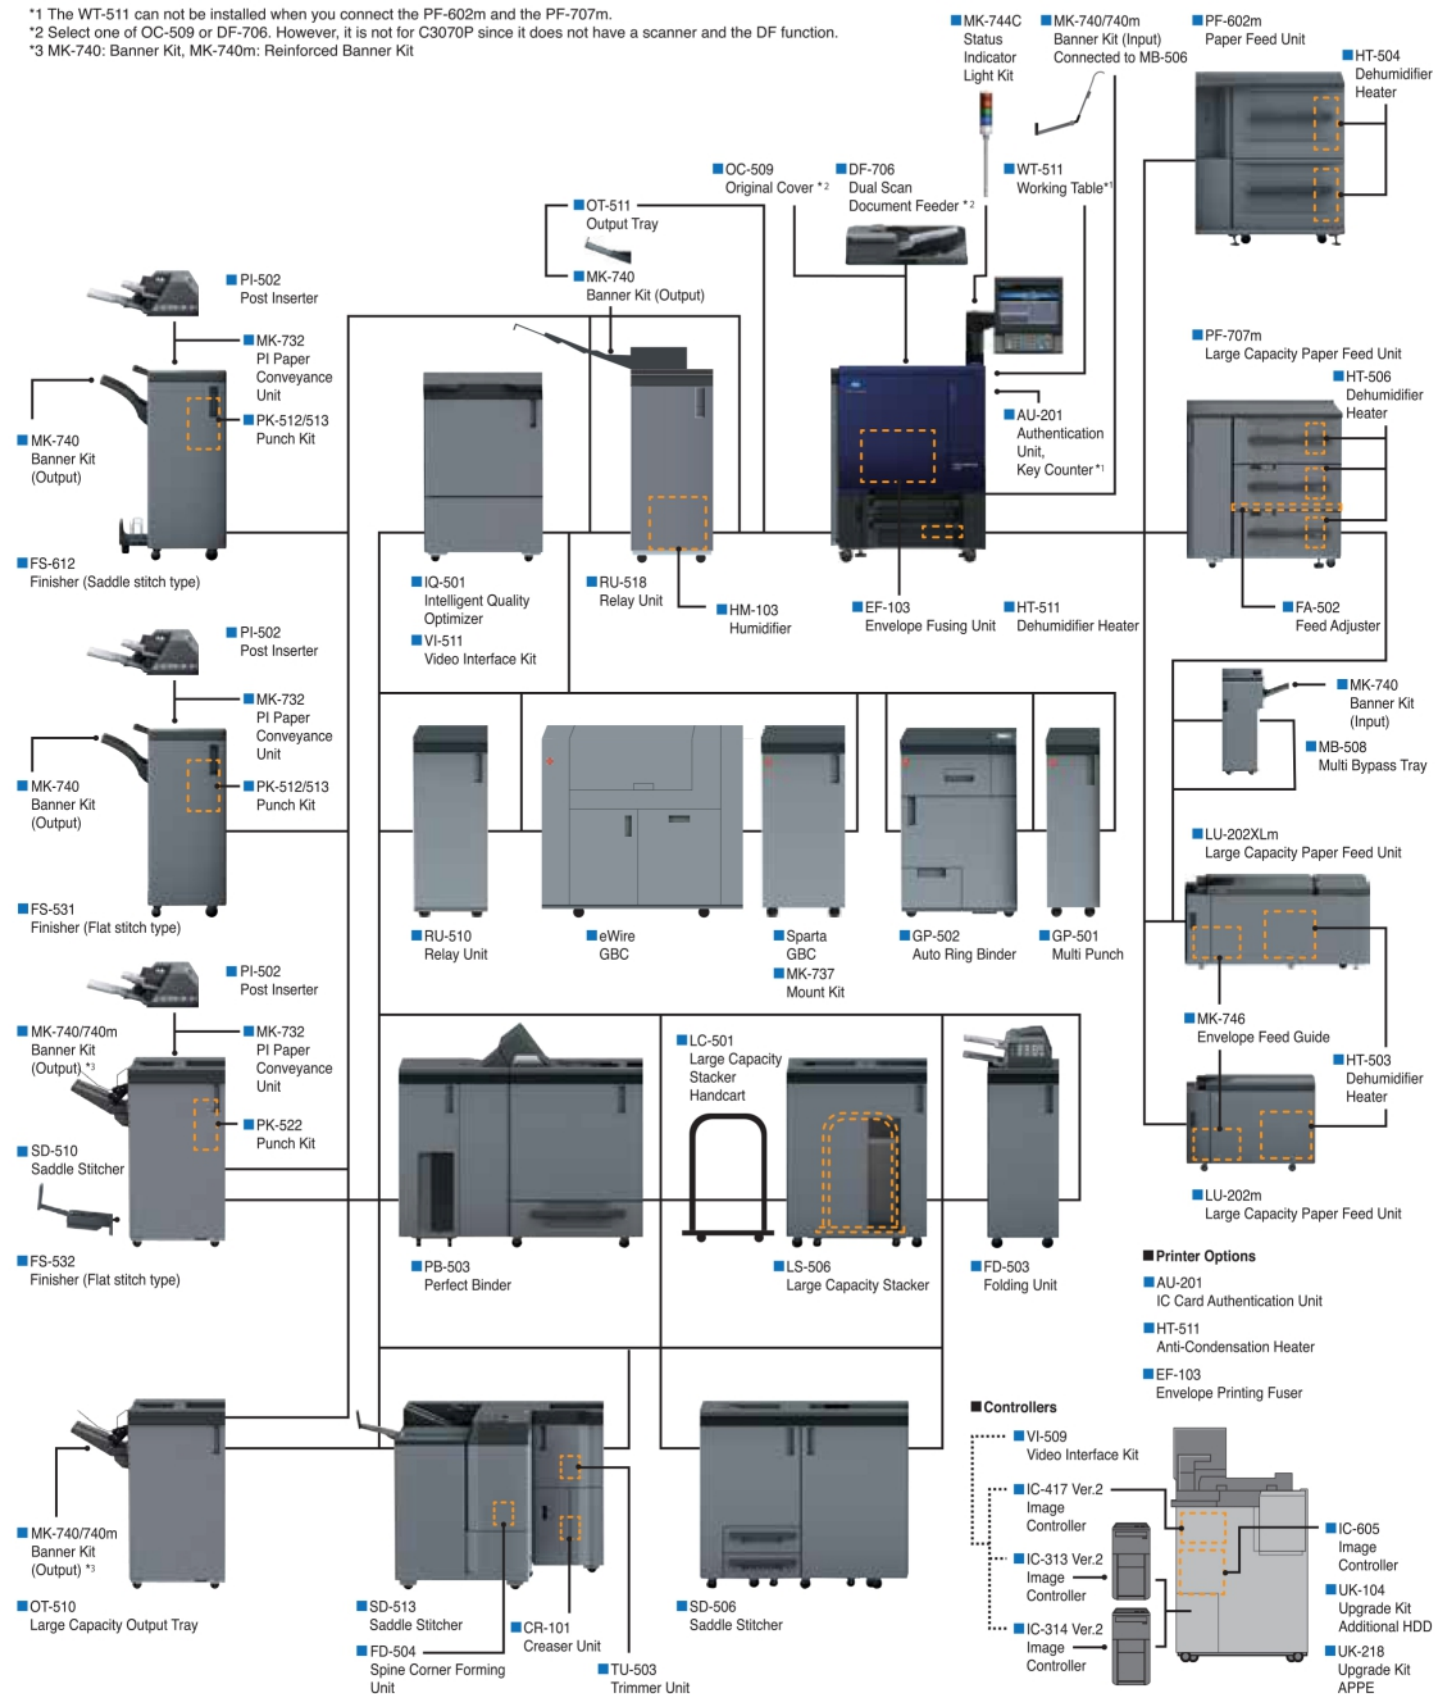 *1 The WT-511 can not be installed when you connect the PF-602m and the PF-707m.
*2 Select one of OC-509 or DF-706. However, it is not for C3070P since it does not have a scanner and the DF function.
*3 MK-740: Banner Kit, MK-740m: Reinforced Banner Kit
MK-744C
Status
Indicator
Light Kit
MK-740/740m
Banner Kit (Input)
Connected to MB-506
PF-602m
Paper Feed Unit
HT-504
Dehumidifier
Heater
OC-509
Original Cover *2
DF-706
Dual Scan
Document Feeder *2
WT-511
Working Table*1
OT-511
Output Tray
MK-740
Banner Kit (Output)
PI-502
Post Inserter
MK-732
PI Paper
Conveyance
Unit
PK-512/513
Punch Kit
MK-740
Banner Kit
(Output)
FS-612
Finisher (Saddle stitch type)
PF-707m
Large Capacity Paper Feed Unit
HT-506
Dehumidifier
Heater
AU-201
Authentication
Unit,
Key Counter*1
IQ-501
Intelligent Quality
Optimizer
VI-511
Video Interface Kit
RU-518
Relay Unit
HM-103
Humidifier
EF-103
Envelope Fusing Unit
HT-511
Dehumidifier Heater
FA-502
Feed Adjuster
PI-502
Post Inserter
MK-732
PI Paper
Conveyance
Unit
PK-512/513
Punch Kit
MK-740
Banner Kit
(Output)
FS-531
Finisher (Flat stitch type)
MK-740
Banner Kit
(Input)
MB-508
Multi Bypass Tray
LU-202XLm
Large Capacity Paper Feed Unit
RU-510
Relay Unit
eWire
GBC
Sparta
GBC
MK-737
Mount Kit
GP-502
Auto Ring Binder
GP-501
Multi Punch
PI-502
Post Inserter
MK-740/740m
Banner Kit
(Output) *3
MK-732
PI Paper
Conveyance
Unit
PK-522
Punch Kit
SD-510
Saddle Stitcher
FS-532
Finisher (Flat stitch type)
LC-501
Large Capacity
Stacker
Handcart
MK-746
Envelope Feed Guide
HT-503
Dehumidifier
Heater
LU-202m
Large Capacity Paper Feed Unit
PB-503
Perfect Binder
LS-506
Large Capacity Stacker
FD-503
Folding Unit
Printer Options
AU-201
IC Card Authentication Unit
HT-511
Anti-Condensation Heater
EF-103
Envelope Printing Fuser
Controllers
VI-509
Video Interface Kit
IC-417 Ver.2
Image
Controller
IC-313 Ver.2
Image
Controller
IC-314 Ver.2
Image
Controller
IC-605
Image
Controller
UK-104
Upgrade Kit
Additional HDD
UK-218
Upgrade Kit
APPE
MK-740/740m
Banner Kit
(Output) *3
OT-510
Large Capacity Output Tray
SD-513
Saddle Stitcher
FD-504
Spine Corner Forming
Unit
CR-101
Creaser Unit
TU-503
Trimmer Unit
SD-506
Saddle Stitcher